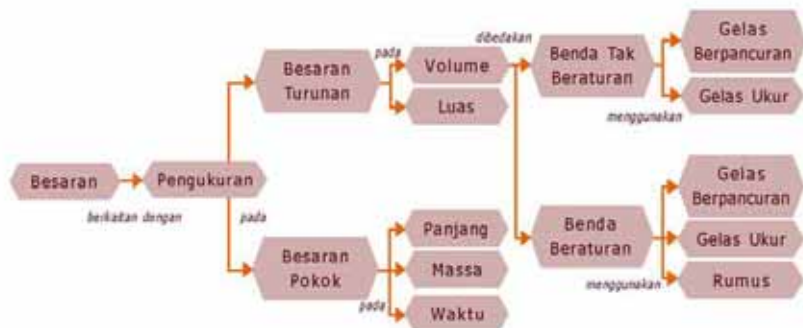 Besaran
berkaitan dengan
Pengukuran
pada
Besaran
Turunan
pada
Volume
Luas
dibedakan
Benda Tak
Beraturan
menggunakan
Gelas
Berpancuran
Gelas Ukur
Benda
Beraturan
menggunakan
Gelas
Berpancuran
Gelas Ukur
Rumus
Besaran
Pokok
pada
Panjang
Massa
Waktu